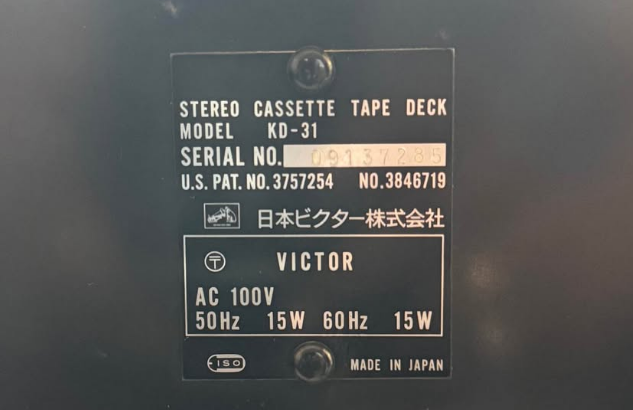 STEREO CASSETTE TAPE DECK
MODEL KD-31
SERIAL NO. 09137285
U.S. PAT. NO.3757254 NO.3846719
日本ビクター株式会社
〒 VICTOR
AC 100V
50Hz 15W 60Hz 15W
ISO MADE IN JAPAN